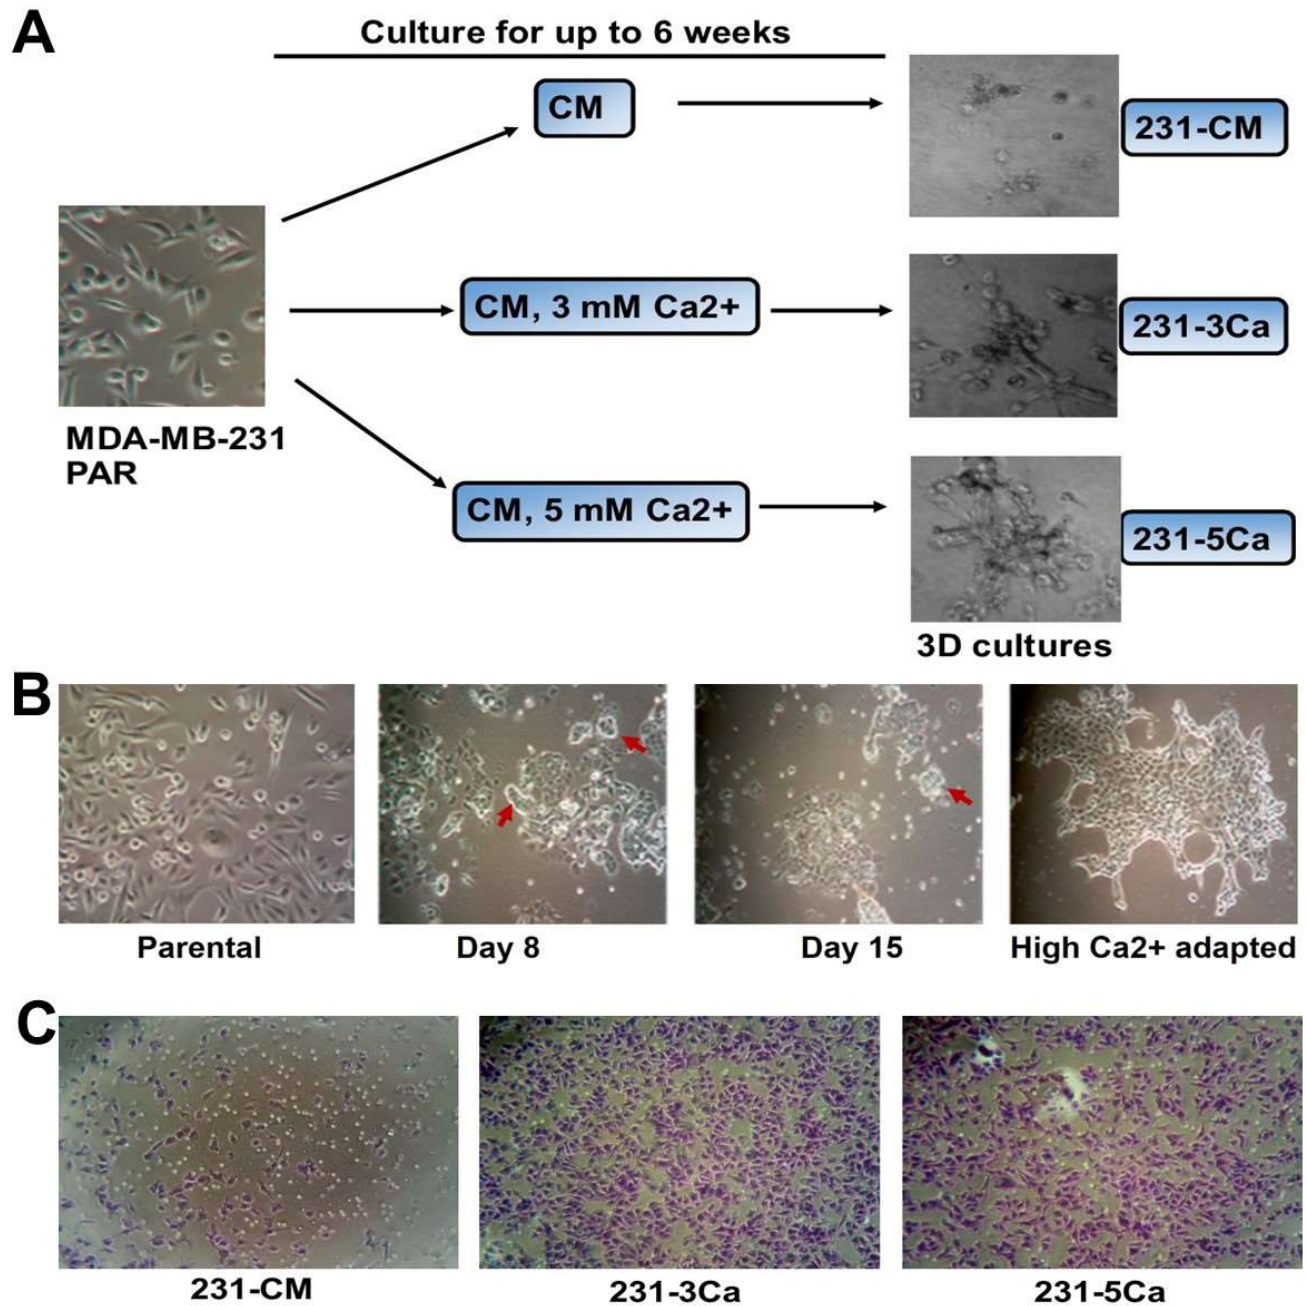 A
Culture for up to 6 weeks
CM
231-CM
CM, 3 mM Ca2+
231-3Ca
MDA-MB-231
PAR
CM, 5 mM Ca2+
231-5Ca
3D cultures
B
Parental
Day 8
Day 15
High Ca2+ adapted
C
231-CM
231-3Ca
231-5Ca